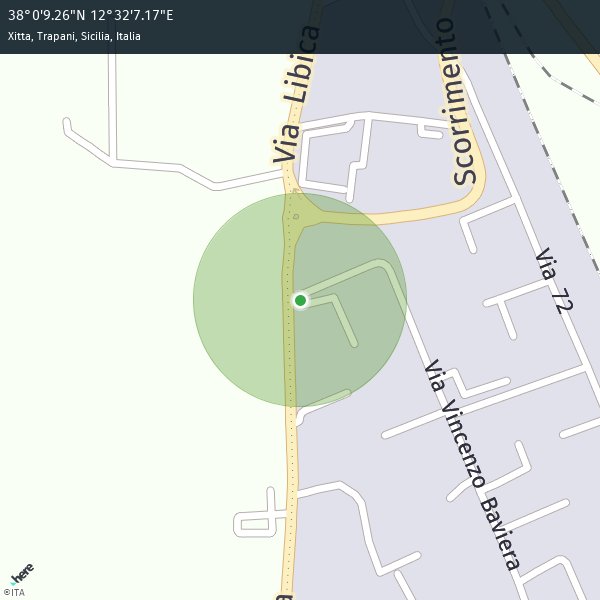 38°0'9.26"N 12°32'7.17"E
Xitta, Trapani, Sicilia, Italia
Via Libica
Scorrimento
Via 72
Via Vincenzo Baviera
a
here
©ITA